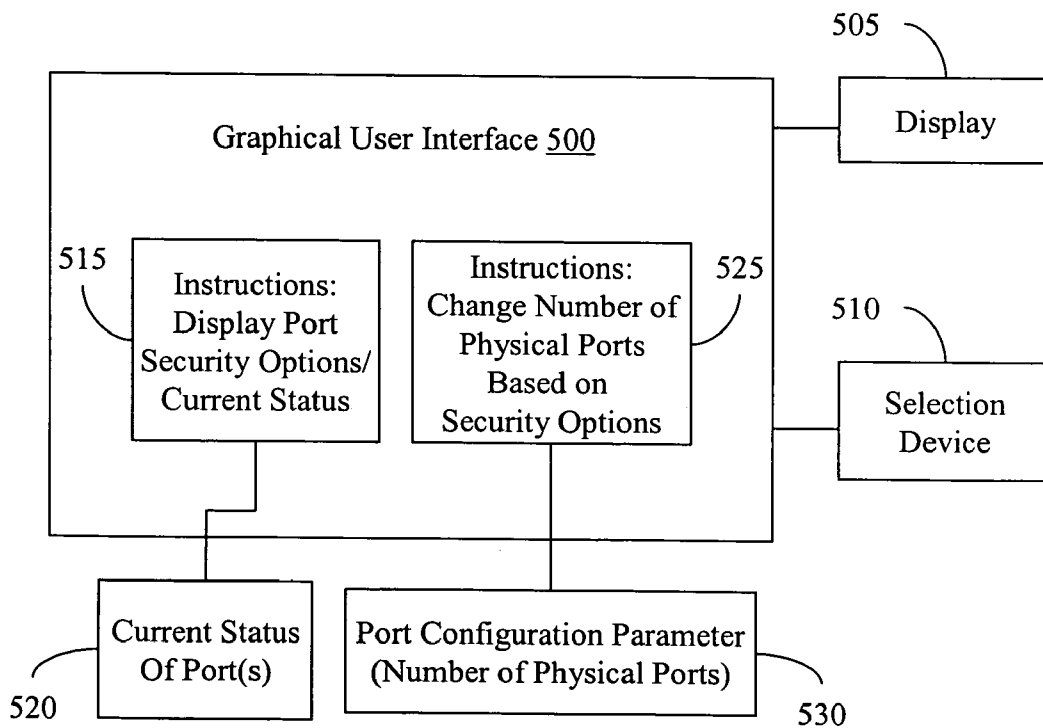 505
Display
Graphical User Interface 500
515
Instructions:
Display Port
Security Options/
Current Status
Instructions:
Change Number of
Physical Ports
Based on
Security Options
525
510
Selection
Device
Current Status
Of Port(s)
520
Port Configuration Parameter
(Number of Physical Ports)
530